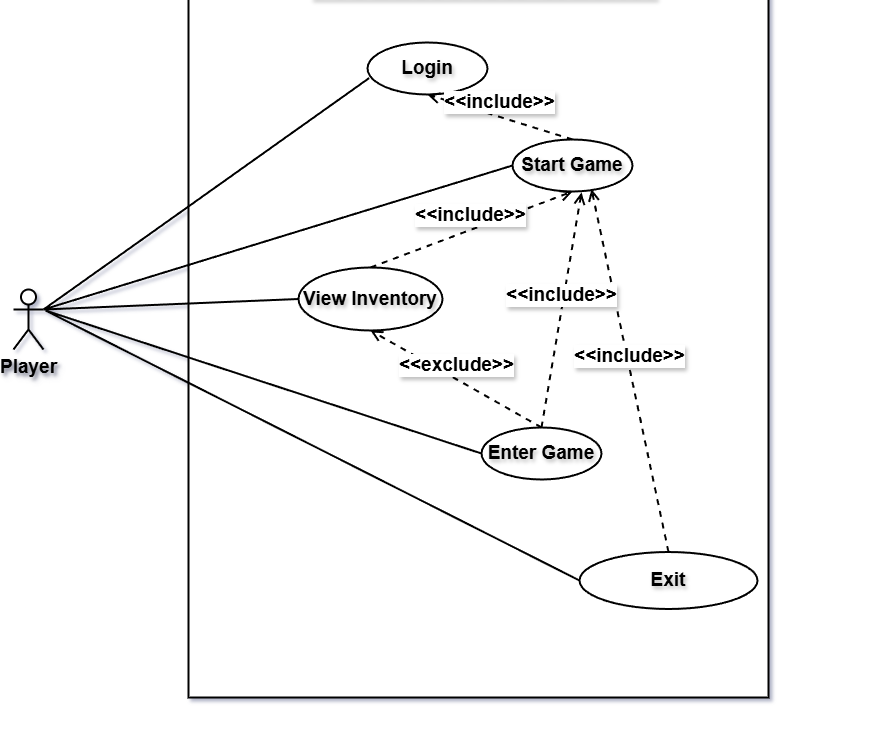 Login
<<include>>
Start Game
<<include>>
View Inventory
<<include>>
<<include>>
Player
<<exclude>>
Enter Game
Exit